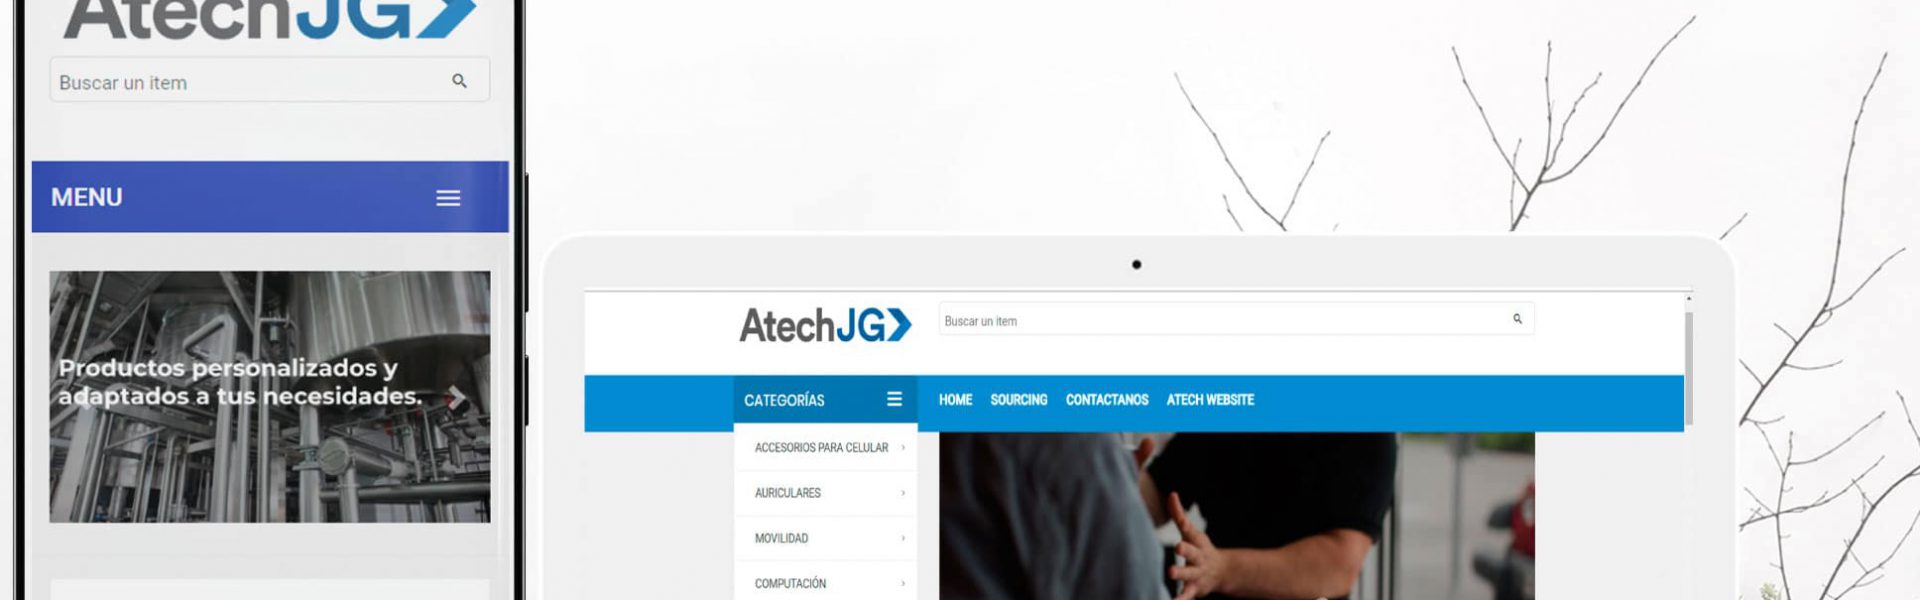 AtechJG
Buscar un item
MENU
Productos personalizados y
adaptados a tus necesidades.
AtechJG
Buscar un item
CATEGORÍAS
HOME SOURCING CONTACTANOS ATECH WEBSITE
ACCESORIOS PARA CELULAR
AURICULARES
MOVILIDAD
COMPUTACIÓN